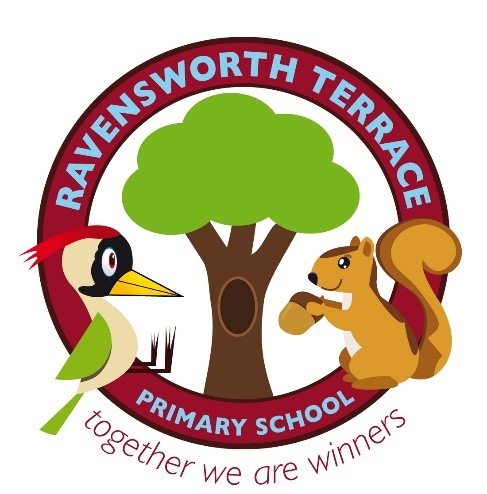 RAVENSWORTH TERRACE
PRIMARY SCHOOL
together we are winners